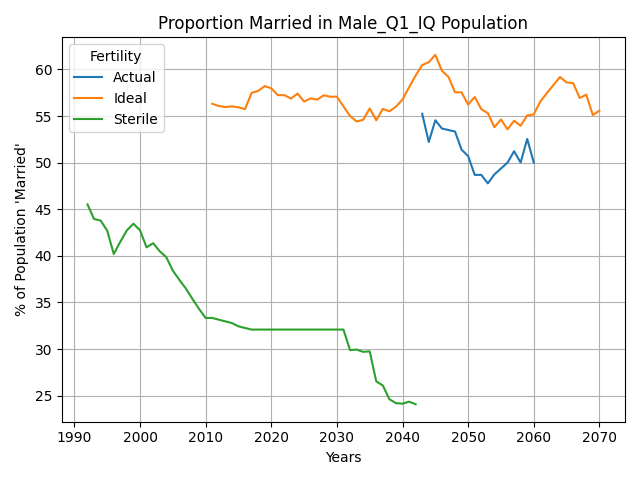 Proportion Married in Male_Q1_IQ Population
Fertility
Actual
Ideal
Sterile
% of Population 'Married'
60
55
50
45
40
35
30
25
1990 2000 2010 2020 2030 2040 2050 2060 2070
Years